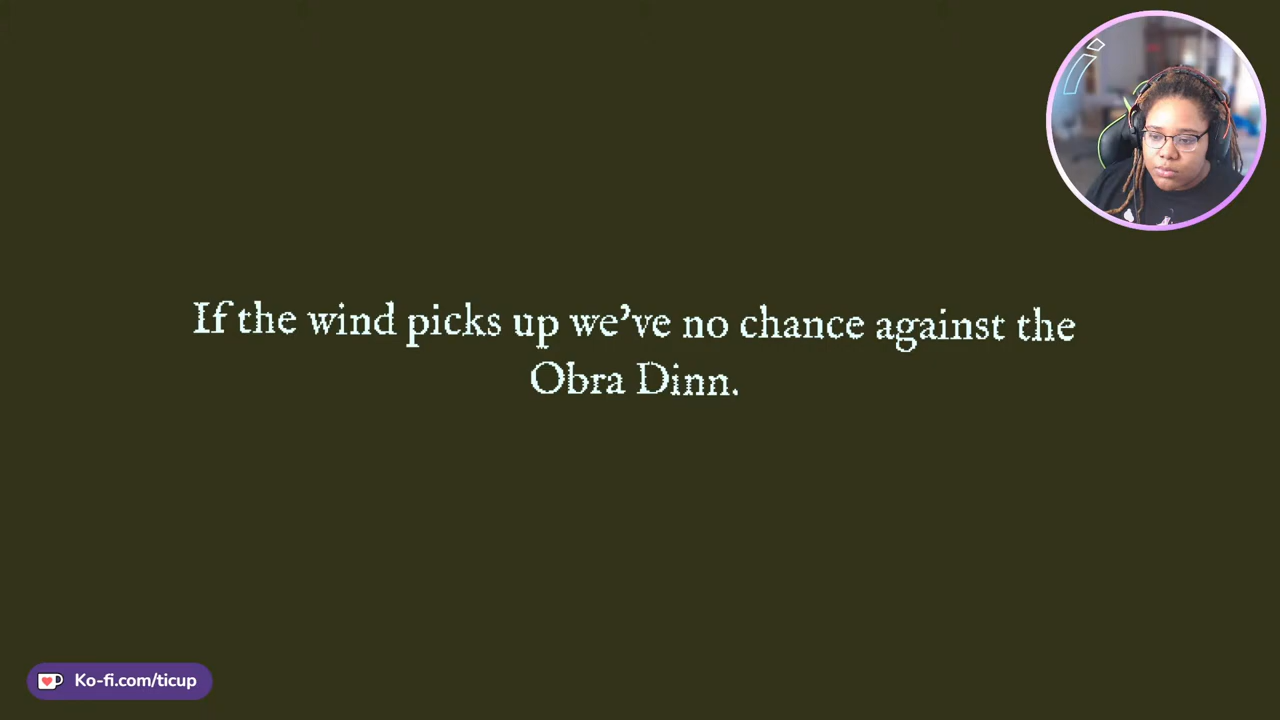 If the wind picks up we've no chance against the
Obra Dinn.
Ko-fi.com/ticup